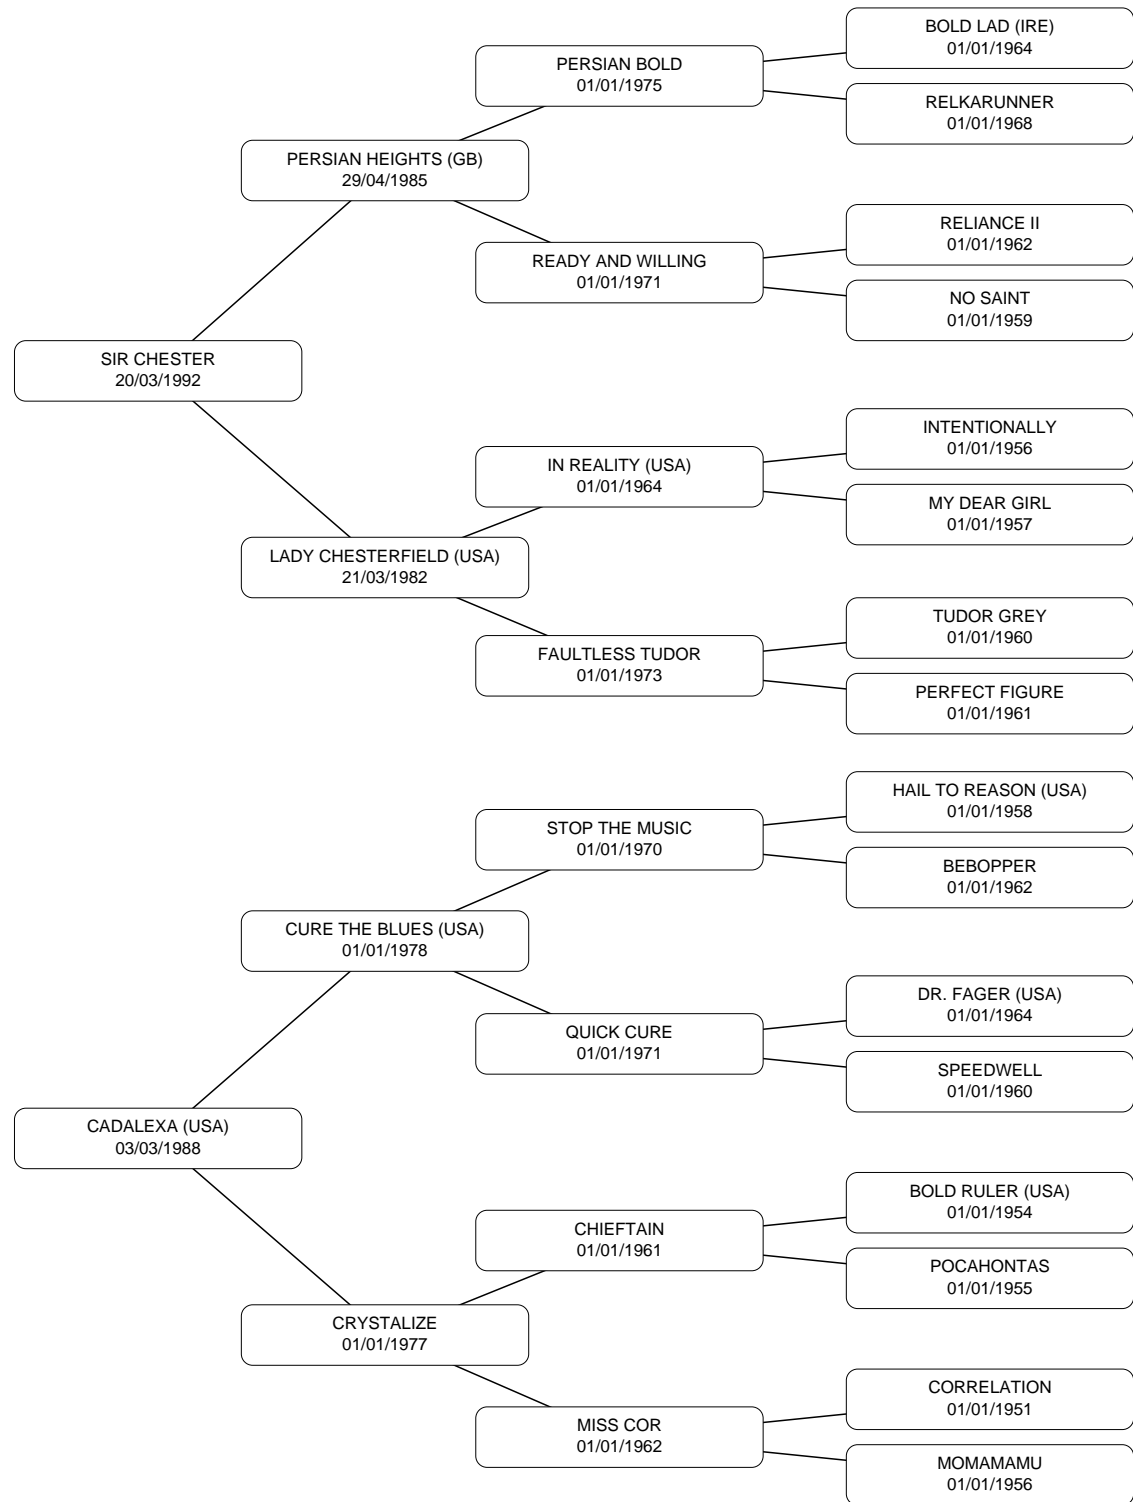 BOLD LAD (IRE)
01/01/1964
PERSIAN BOLD
01/01/1975
RELKARUNNER
01/01/1968
PERSIAN HEIGHTS (GB)
29/04/1985
RELIANCE II
01/01/1962
READY AND WILLING
01/01/1971
NO SAINT
01/01/1959
SIR CHESTER
20/03/1992
INTENTIONALLY
01/01/1956
IN REALITY (USA)
01/01/1964
MY DEAR GIRL
01/01/1957
LADY CHESTERFIELD (USA)
21/03/1982
TUDOR GREY
01/01/1960
FAULTLESS TUDOR
01/01/1973
PERFECT FIGURE
01/01/1961
HAIL TO REASON (USA)
01/01/1958
STOP THE MUSIC
01/01/1970
BEBOPPER
01/01/1962
CURE THE BLUES (USA)
01/01/1978
DR. FAGER (USA)
01/01/1964
QUICK CURE
01/01/1971
SPEEDWELL
01/01/1960
CADALEXA (USA)
03/03/1988
BOLD RULER (USA)
01/01/1954
CHIEFTAIN
01/01/1961
POCAHONTAS
01/01/1955
CRYSTALIZE
01/01/1977
CORRELATION
01/01/1951
MISS COR
01/01/1962
MOMAMAMU
01/01/1956